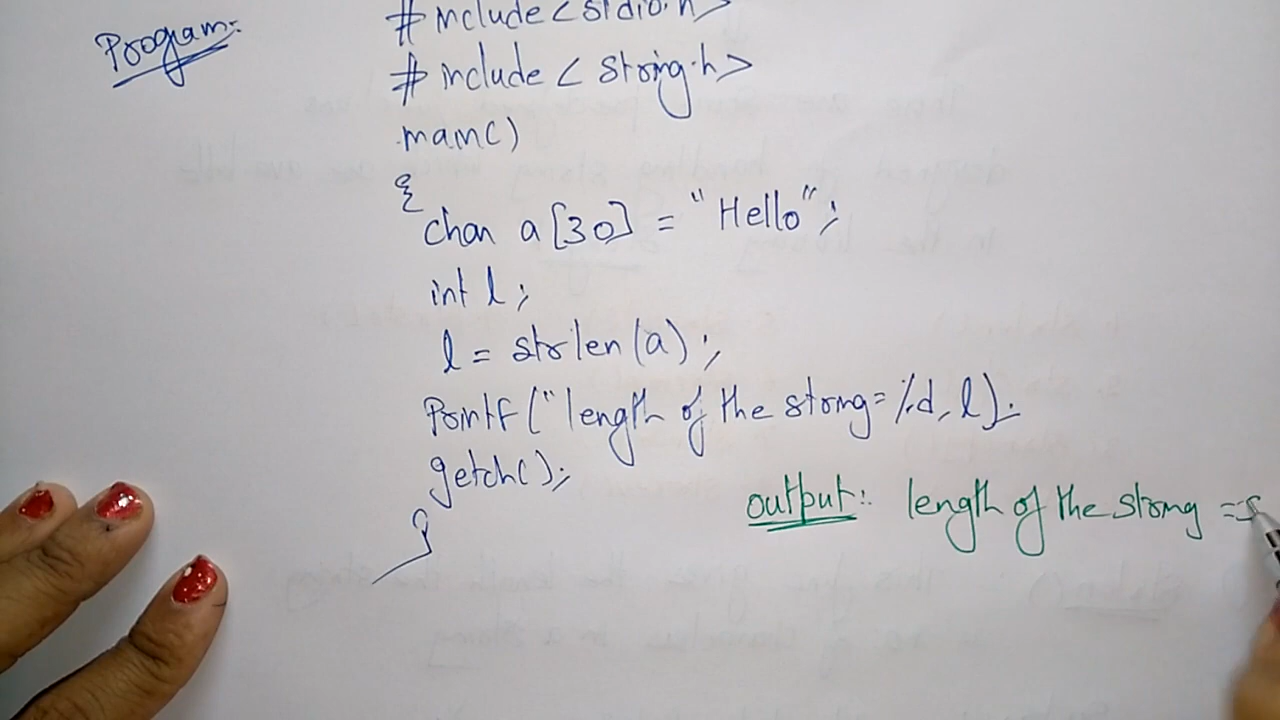 Program:
#include<stdio.h>
#include < string.h>
main()
{
char a[30] = "Hello";
int l;
l = strlen(a);
Printf("length of the string=%d, l);
getch();
}
output:- length of the string =5